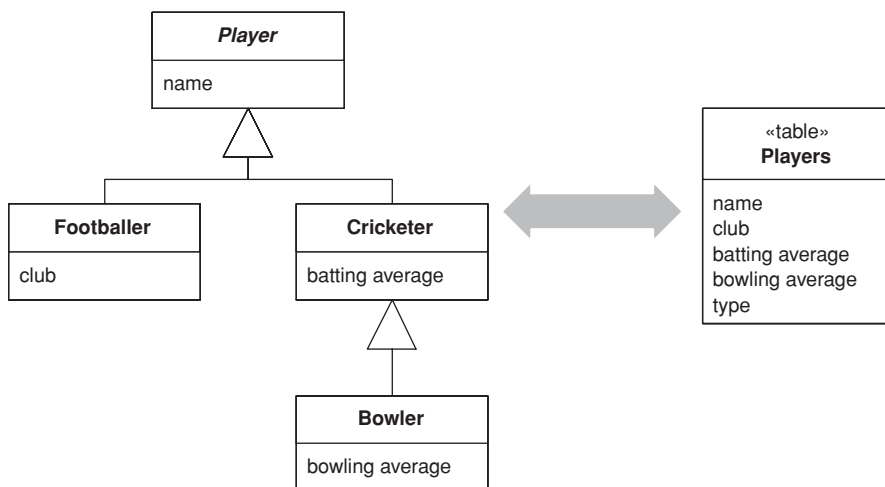 Player
name
Footballer
club
Cricketer
batting average
Bowler
bowling average
«table»
Players
name
club
batting average
bowling average
type